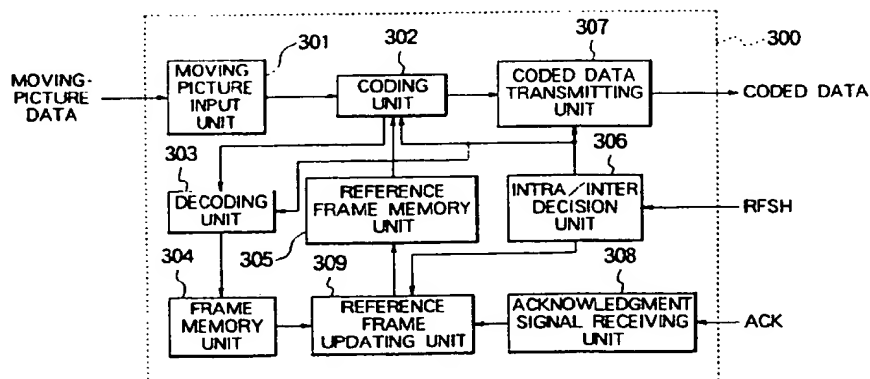 307
302
301
300
MOVING-
PICTURE
DATA
MOVING
PICTURE
INPUT
UNIT
CODING
UNIT
CODED DATA
TRANSMITTING
UNIT
CODED DATA
303
306
DECODING
UNIT
REFERENCE
FRAME MEMORY
UNIT
INTRA/INTER
DECISION
UNIT
RFSH
304
305
309
308
FRAME
MEMORY
UNIT
REFERENCE
FRAME
UPDATING UNIT
ACKNOWLEDGMENT
SIGNAL RECEIVING
UNIT
ACK